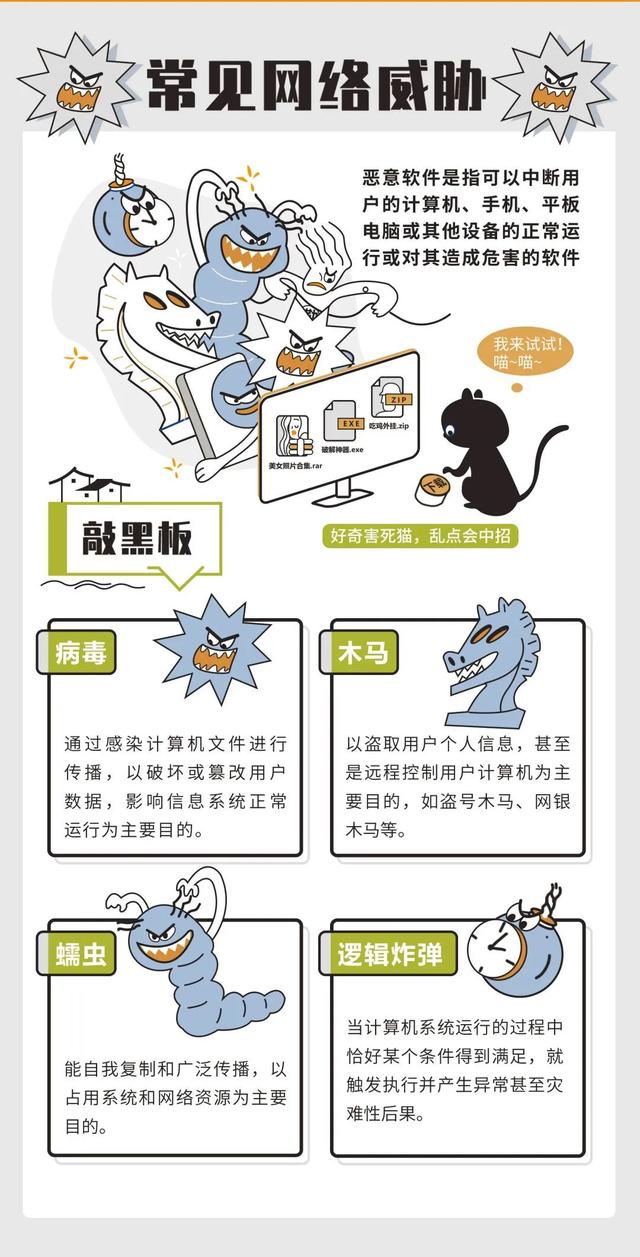 常见网络威胁
恶意软件是指可以中断用
户的计算机、手机、平板
电脑或其他设备的正常运
行或对其造成危害的软件
我来试试！
喵~喵~
ZIP
吃鸡外挂.zip
EXE
破解神器.exe
美女照片合集.rar
好奇害死猫，乱点会中招
敲黑板
病毒
通过感染计算机文件进行
传播，以破坏或篡改用户
数据，影响信息系统正常
运行为主要目的。
木马
以盗取用户个人信息，甚至
是远程控制用户计算机为主
要目的，如盗号木马、网银
木马等。
蠕虫
能自我复制和广泛传播，以
占用系统和网络资源为主要
目的。
逻辑炸弹
当计算机系统运行的过程中
恰好某个条件得到满足，就
触发执行并产生异常甚至灾
难性后果。